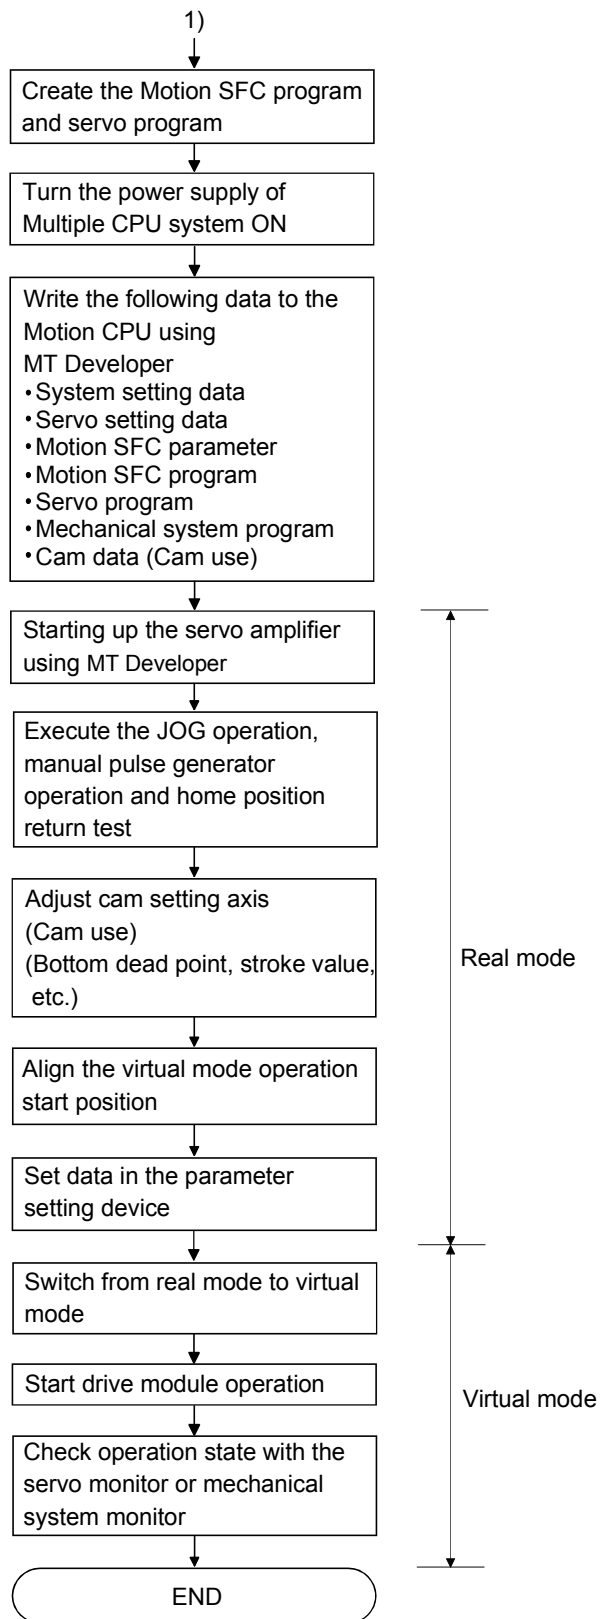 1)
Create the Motion SFC program
and servo program
Turn the power supply of
Multiple CPU system ON
Write the following data to the
Motion CPU using
MT Developer
・System setting data
・Servo setting data
・Motion SFC parameter
・Motion SFC program
・Servo program
・Mechanical system program
・Cam data (Cam use)
Starting up the servo amplifier
using MT Developer
Execute the JOG operation,
manual pulse generator
operation and home position
return test
Adjust cam setting axis
(Cam use)
(Bottom dead point, stroke value,
etc.)
Real mode
Align the virtual mode operation
start position
Set data in the parameter
setting device
Switch from real mode to virtual
mode
Start drive module operation
Virtual mode
Check operation state with the
servo monitor or mechanical
system monitor
END